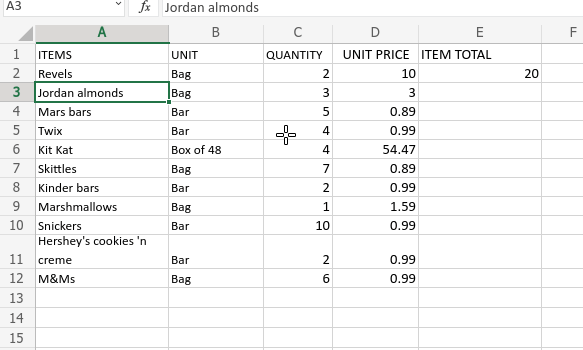 A3 fx Jordan almonds
A B C D E F
1 ITEMS UNIT QUANTITY UNIT PRICE ITEM TOTAL
2 Revels Bag 2 10 20
3 Jordan almonds Bag 3 3
4 Mars bars Bar 5 0.89
5 Twix Bar 4 0.99
6 Kit Kat Box of 48 4 54.47
7 Skittles Bag 7 0.89
8 Kinder bars Bar 2 0.99
9 Marshmallows Bag 1 1.59
10 Snickers Bar 10 0.99
Hershey's cookies 'n
11 creme Bar 2 0.99
12 M&Ms Bag 6 0.99
13
14
15